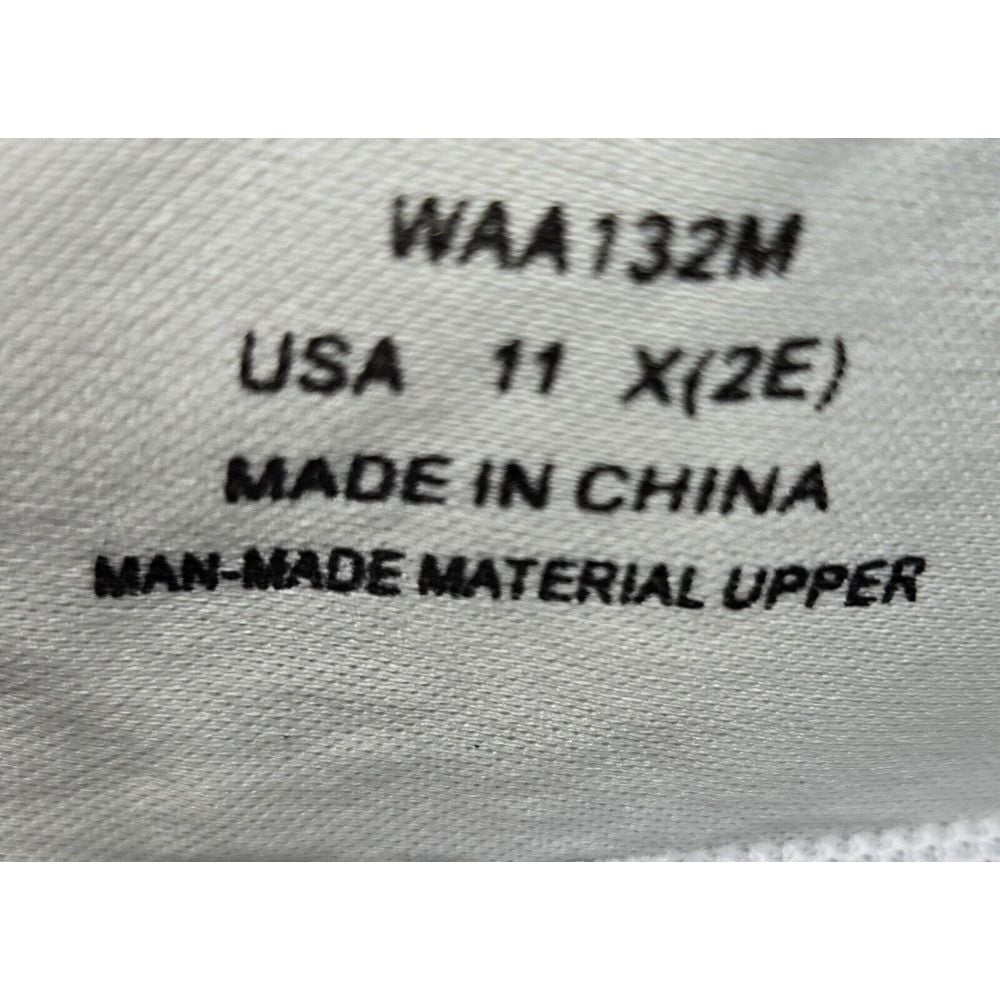 WAA132M
USA 11 X(2E)
MADE IN CHINA
MAN-MADE MATERIAL UPPER